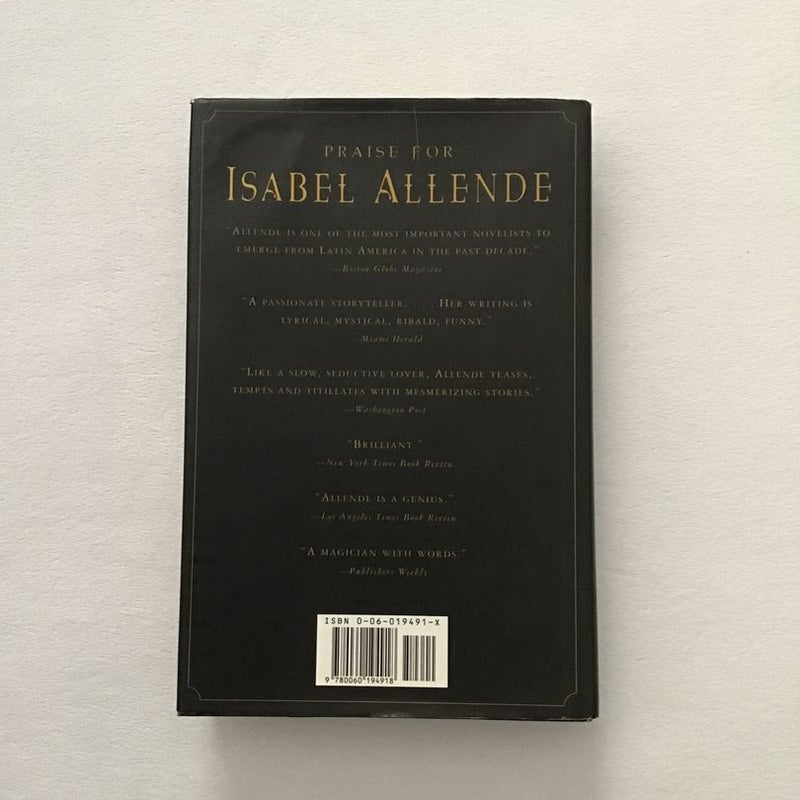 PRAISE FOR
ISABEL ALLENDE
"ALLENDE IS ONE OF THE MOST IMPORTANT NOVELISTS TO
EMERGE FROM LATIN AMERICA IN THE PAST DECADE."
—Boston Globe Magazine
"A PASSIONATE STORYTELLER. . . . HER WRITING IS
LYRICAL, MYSTICAL, RIBALD, FUNNY."
—Miami Herald
"LIKE A SLOW, SEDUCTIVE LOVER, ALLENDE TEASES,
TEMPTS AND TITILLATES WITH MESMERIZING STORIES."
—Washington Post
"BRILLIANT."
—New York Times Book Review
"ALLENDE IS A GENIUS."
—Los Angeles Times Book Review
"A MAGICIAN WITH WORDS."
—Publishers Weekly
ISBN 0-06-019491-X
9 780060 194918